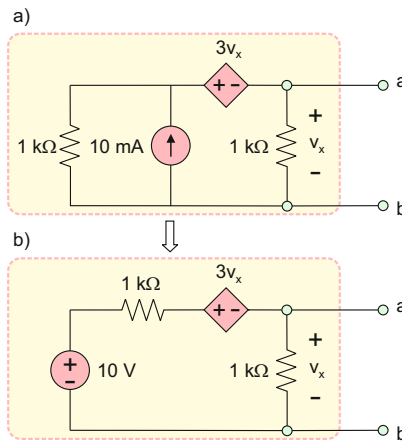 a)
3vx
+ -
a
1 kΩ
10 mA
1 kΩ
+
vx
-
b
b)
1 kΩ
3vx
+ -
a
+
-
10 V
1 kΩ
+
vx
-
b